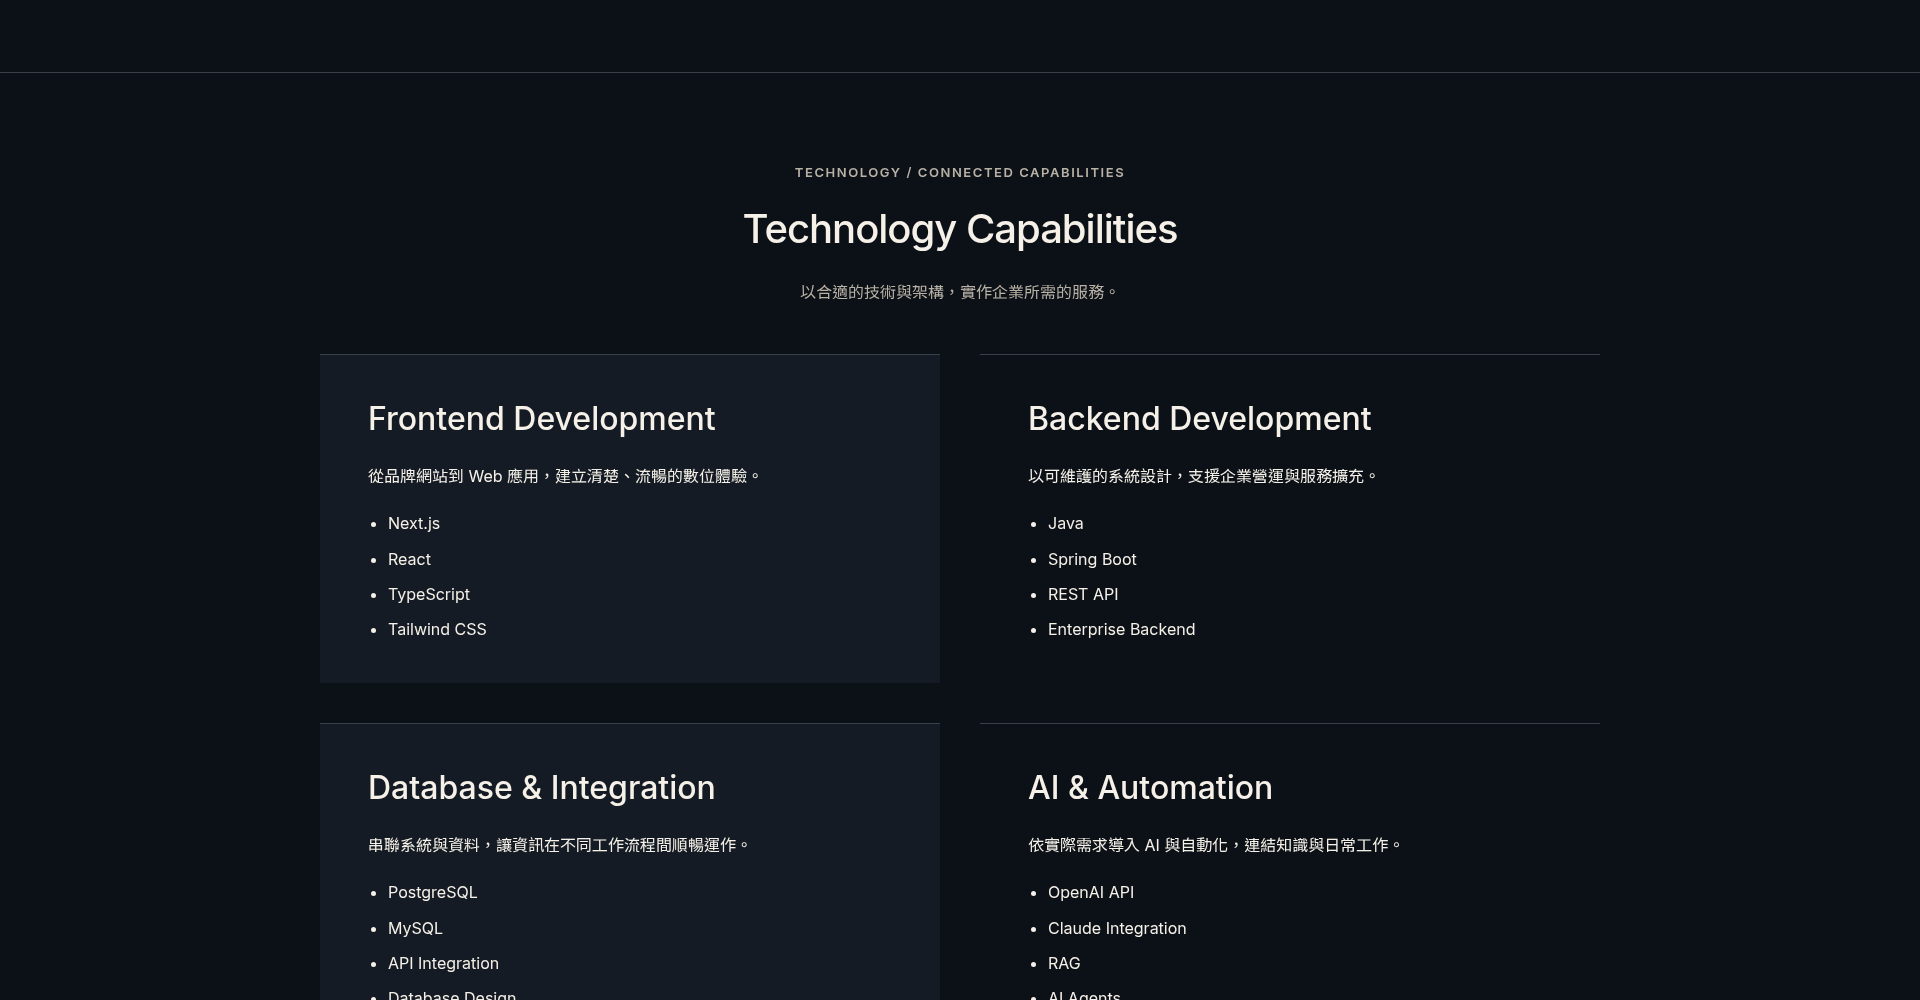 TECHNOLOGY / CONNECTED CAPABILITIES
Technology Capabilities
以合適的技術與架構，實作企業所需的服務。
Frontend Development
從品牌網站到 Web 應用，建立清楚、流暢的數位體驗。
• Next.js
• React
• TypeScript
• Tailwind CSS
Backend Development
以可維護的系統設計，支援企業營運與服務擴充。
• Java
• Spring Boot
• REST API
• Enterprise Backend
Database & Integration
串聯系統與資料，讓資訊在不同工作流程間順暢運作。
• PostgreSQL
• MySQL
• API Integration
• Database Design
AI & Automation
依實際需求導入 AI 與自動化，連結知識與日常工作。
• OpenAI API
• Claude Integration
• RAG
• AI Agents